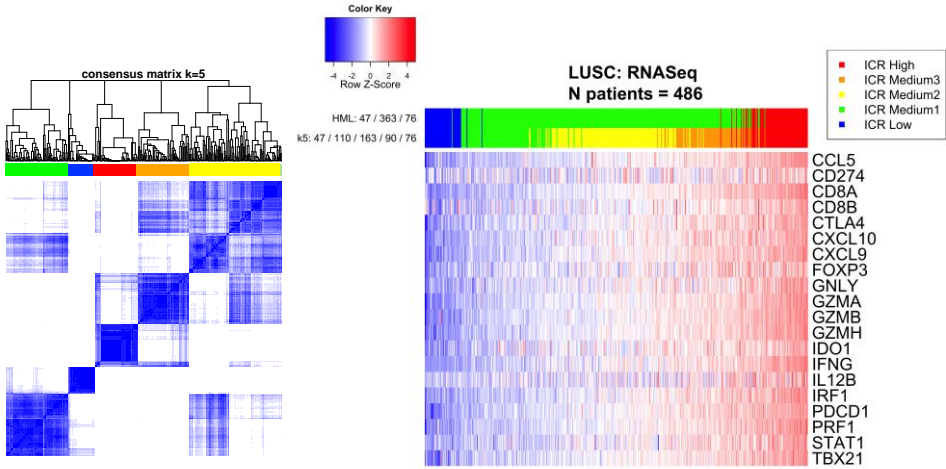 Color Key
-4 -2 0 2 4
Row Z-Score
consensus matrix k=5
LUSC: RNASeq
N patients = 486
HML: 47 / 363 / 76
k5: 47 / 110 / 163 / 90 / 76
ICR High
ICR Medium3
ICR Medium2
ICR Medium1
ICR Low
CCL5
CD274
CD8A
CD8B
CTLA4
CXCL10
CXCL9
FOXP3
GNLY
GZMA
GZMB
GZMH
IDO1
IFNG
IL12B
IRF1
PDCD1
PRF1
STAT1
TBX21